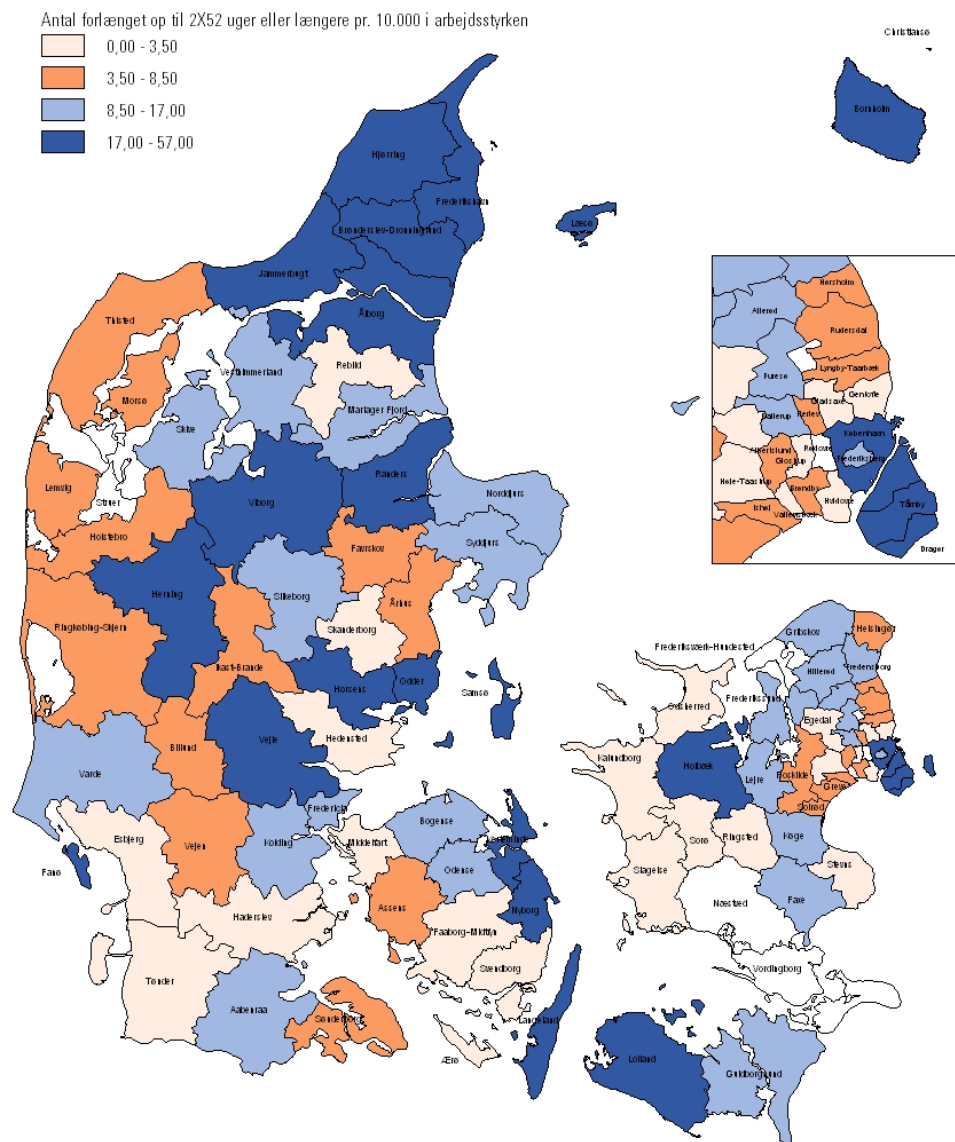 Antal forlænget op til 2X52 uger eller længere pr. 10.000 i arbejdsstyrken
0,00 - 3,50
3,50 - 8,50
8,50 - 17,00
17,00 - 57,00
Christiansø
Bornholm
Hjørring
Frederikshavn
Brønderslev-Dronninglund
Læsø
Jammerbugt
Ålborg
Thisted
Vesthimmerland
Rebild
Morsø
Mariager Fjord
Skive
Lemvig
Struer
Viborg
Randers
Norddjurs
Holstebro
Syddjurs
Favrskov
Herning
Silkeborg
Århus
Ringkøbing-Skjern
Skanderborg
Ikast-Brande
Horsens
Odder
Samsø
Hedensted
Billund
Vejle
Varde
Fredericia
Esbjerg
Vejen
Kolding
Middelfart
Bogense
Kerteminde
Fanø
Odense
Assens
Nyborg
Haderslev
Faaborg-Midtfyn
Svendborg
Tønder
Aabenraa
Sønderborg
Langeland
Ærø
Hørsholm
Allerød
Rudersdal
Furesø
Lyngby-Taarbæk
Gladsaxe
Gentofte
Ballerup
Herlev
København
Albertslund
Rødovre
Glostrup
Frederiksberg
Høje-Taastrup
Brøndby
Hvidovre
Ishøj
Vallensbæk
Tårnby
Dragør
Gribskov
Helsingør
Frederiksværk-Hundested
Hillerød
Fredensborg
Odsherred
Frederikssund
Egedal
Kalundborg
Holbæk
Lejre
Roskilde
Greve
Solrød
Sorø
Ringsted
Køge
Slagelse
Stevns
Næstved
Faxe
Vordingborg
Lolland
Guldborgsund